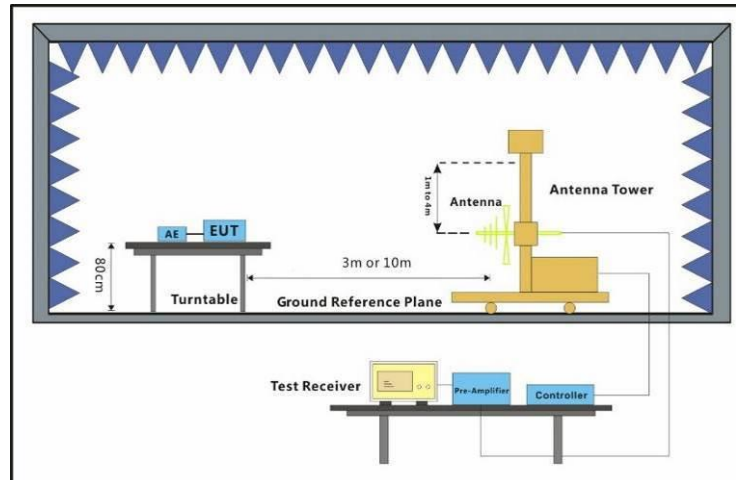 1m to 4m
Antenna Tower
Antenna
AE
EUT
3m or 10m
80cm
Turntable
Ground Reference Plane
Test Receiver
Pre-Amplifier
Controller